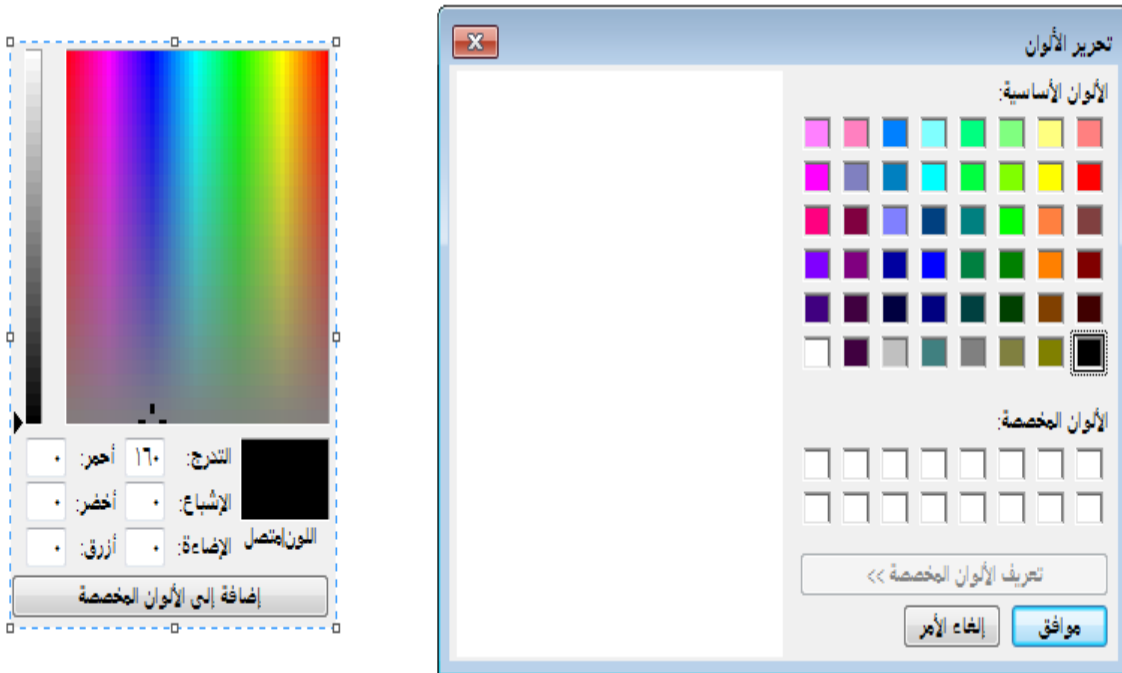 تحرير الألوان
الألوان الأساسية:
الألوان المخصصة:
تعريف الألوان المخصصة >>
موافق إلغاء الأمر
التدرج: ١٦٠ أحمر: ٠
الإشباع: ٠ أخضر: ٠
اللون|متصل الإضاءة: ٠ أزرق: ٠
إضافة إلى الألوان المخصصة